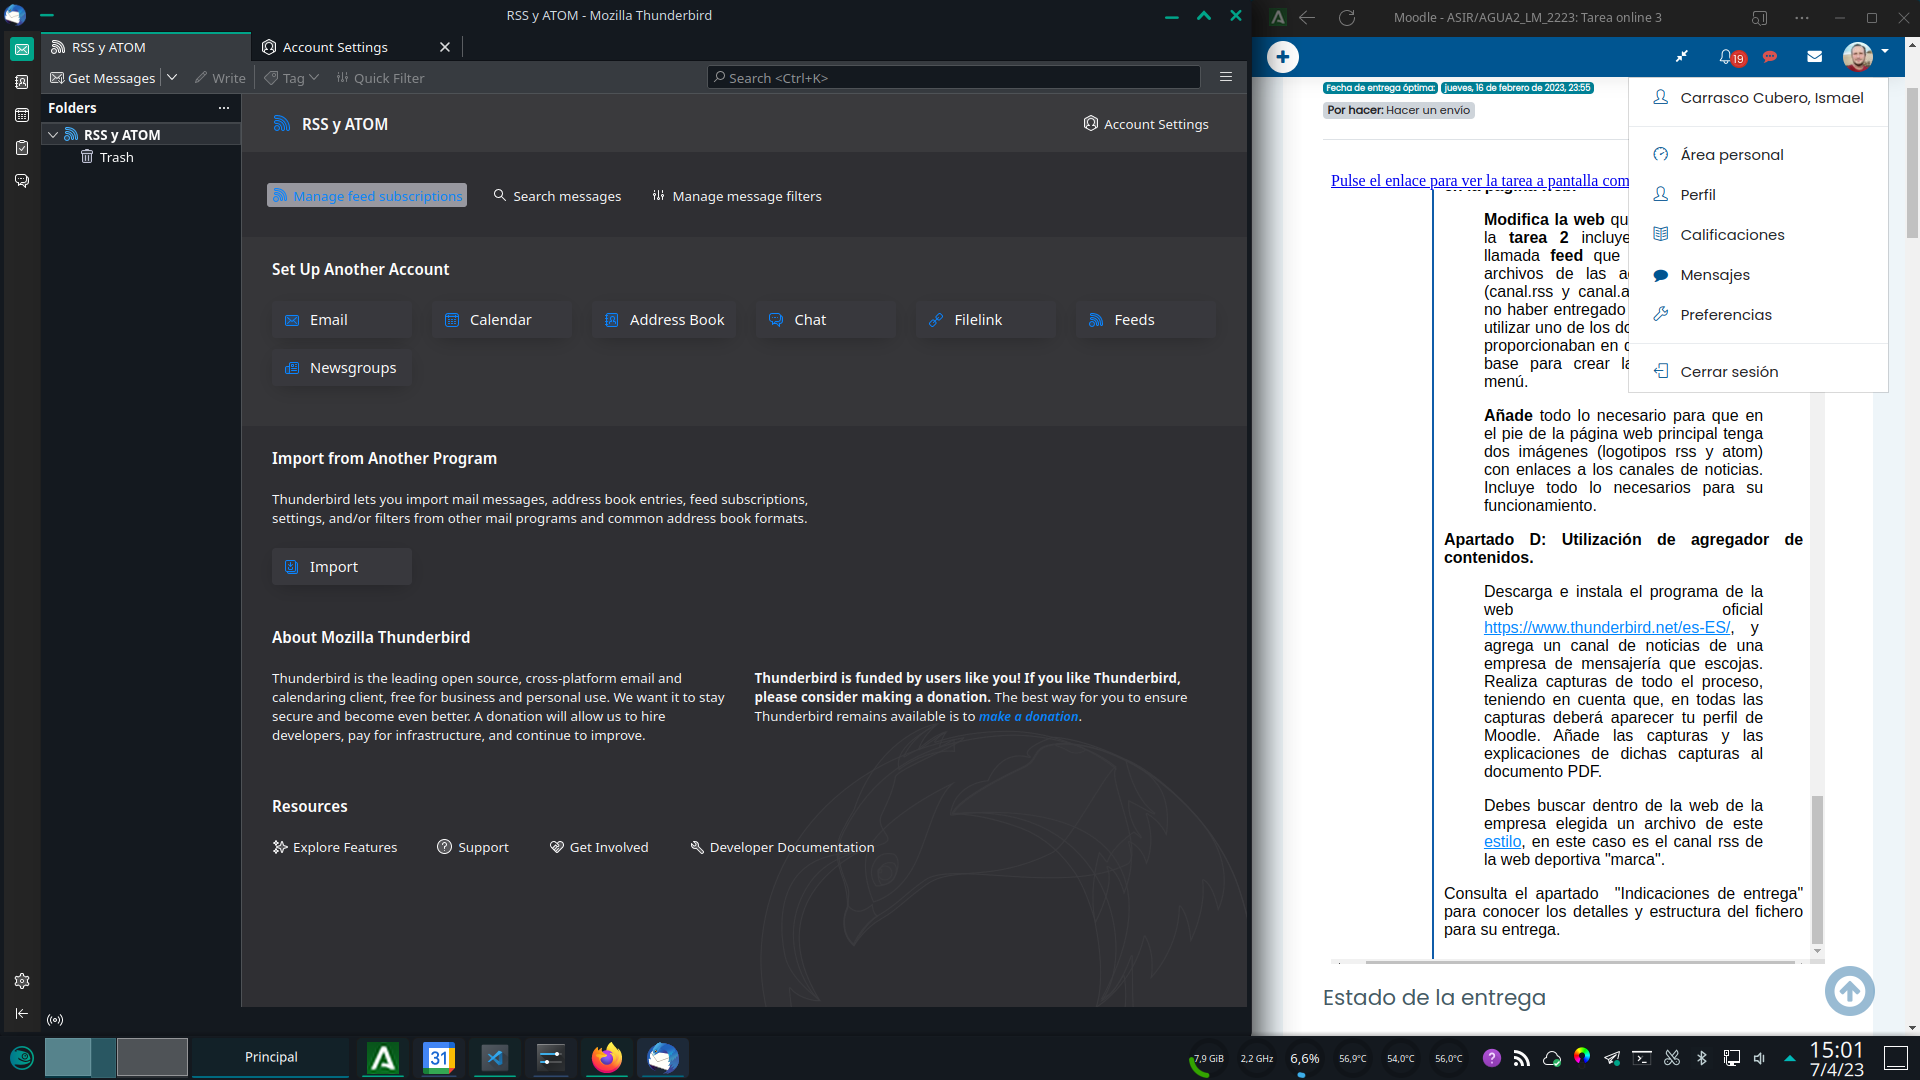 RSS y ATOM - Mozilla Thunderbird
RSS y ATOM
Account Settings
Get Messages
Write
Tag
Quick Filter
Search <Ctrl+K>
Folders
RSS y ATOM
Trash
RSS y ATOM
Account Settings
Manage feed subscriptions
Search messages
Manage message filters
Set Up Another Account
Email
Calendar
Address Book
Chat
Filelink
Feeds
Newsgroups
Import from Another Program
Thunderbird lets you import mail messages, address book entries, feed subscriptions,
settings, and/or filters from other mail programs and common address book formats.
Import
About Mozilla Thunderbird
Thunderbird is the leading open source, cross-platform email and
calendaring client, free for business and personal use. We want it to stay
secure and become even better. A donation will allow us to hire
developers, pay for infrastructure, and continue to improve.
Thunderbird is funded by users like you! If you like Thunderbird,
please consider making a donation. The best way for you to ensure
Thunderbird remains available is to make a donation.
Resources
Explore Features
Support
Get Involved
Developer Documentation
Moodle - ASIR/AGUA2_LM_2223: Tarea online 3
19
Fecha de entrega óptima: jueves, 16 de febrero de 2023, 23:55
Por hacer: Hacer un envío
Pulse el enlace para ver la tarea a pantalla com
Modifica la web qu
la tarea 2 incluye
llamada feed que
archivos de las a
(canal.rss y canal.a
no haber entregado
utilizar uno de los do
proporcionaban en
base para crear la
menú.
Añade todo lo necesario para que en
el pie de la página web principal tenga
dos imágenes (logotipos rss y atom)
con enlaces a los canales de noticias.
Incluye todo lo necesarios para su
funcionamiento.
Apartado D: Utilización de agregador de
contenidos.
Descarga e instala el programa de la
web oficial
https://www.thunderbird.net/es-ES/, y
agrega un canal de noticias de una
empresa de mensajería que escojas.
Realiza capturas de todo el proceso,
teniendo en cuenta que, en todas las
capturas deberá aparecer tu perfil de
Moodle. Añade las capturas y las
explicaciones de dichas capturas al
documento PDF.
Debes buscar dentro de la web de la
empresa elegida un archivo de este
estilo, en este caso es el canal rss de
la web deportiva "marca".
Consulta el apartado "Indicaciones de entrega"
para conocer los detalles y estructura del fichero
para su entrega.
Estado de la entrega
Carrasco Cubero, Ismael
Área personal
Perfil
Calificaciones
Mensajes
Preferencias
Cerrar sesión
Principal
31
7,9 GiB
2,2 GHz
6,6%
56,9°C
54,0°C
56,0°C
15:01
7/4/23